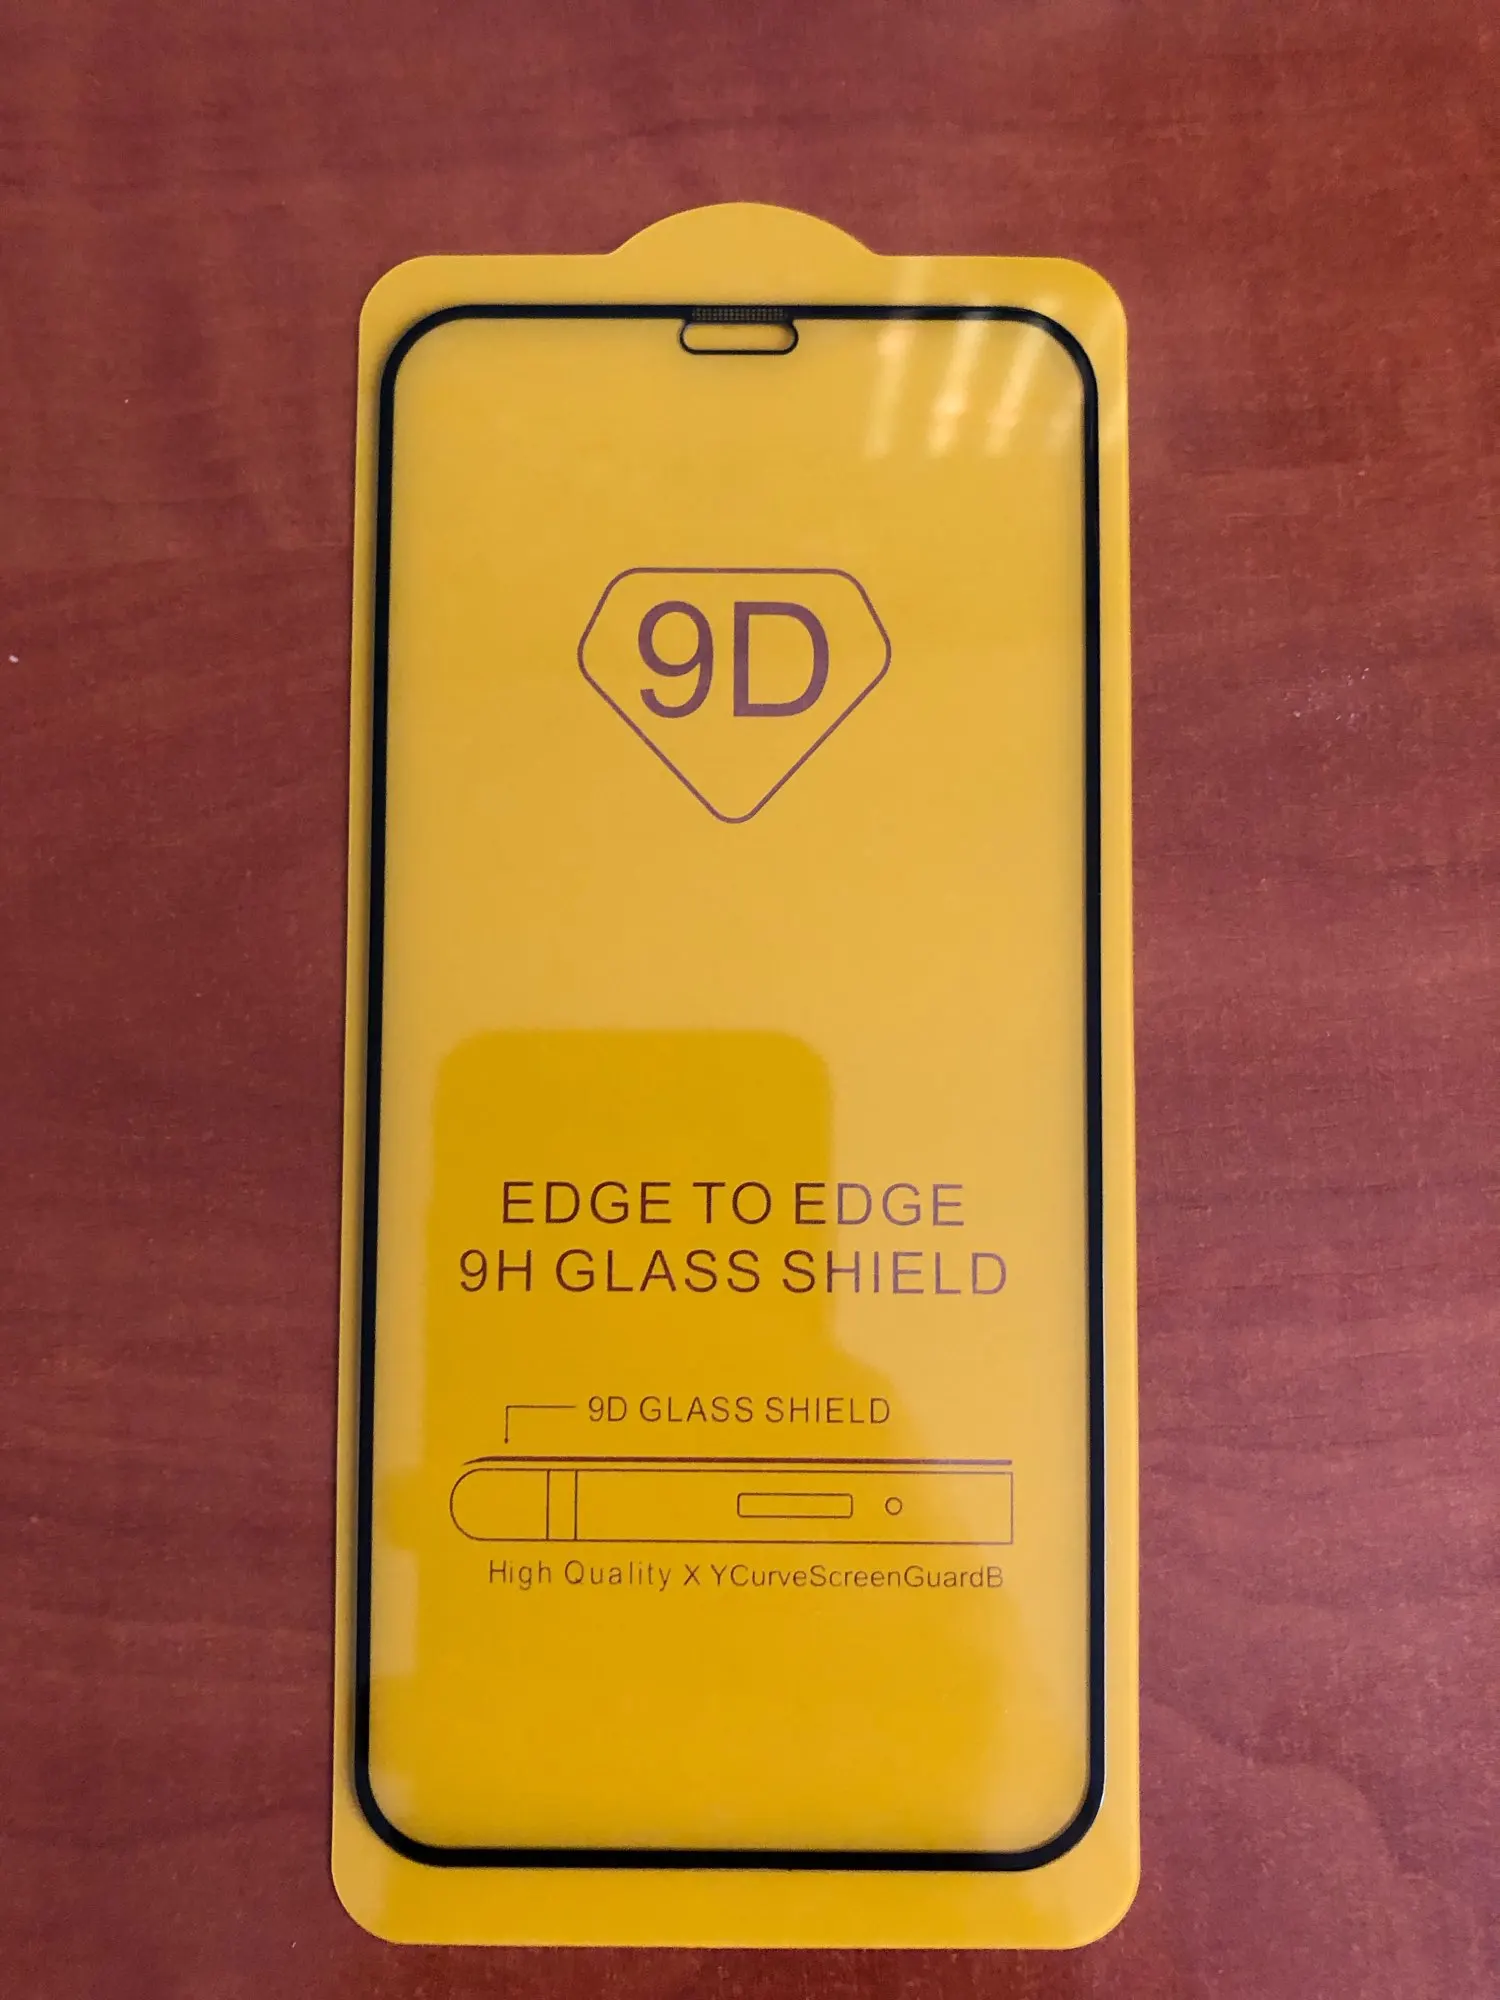 9D
EDGE TO EDGE
9H GLASS SHIELD
9D GLASS SHIELD
High Quality X YCurveScreenGuardB